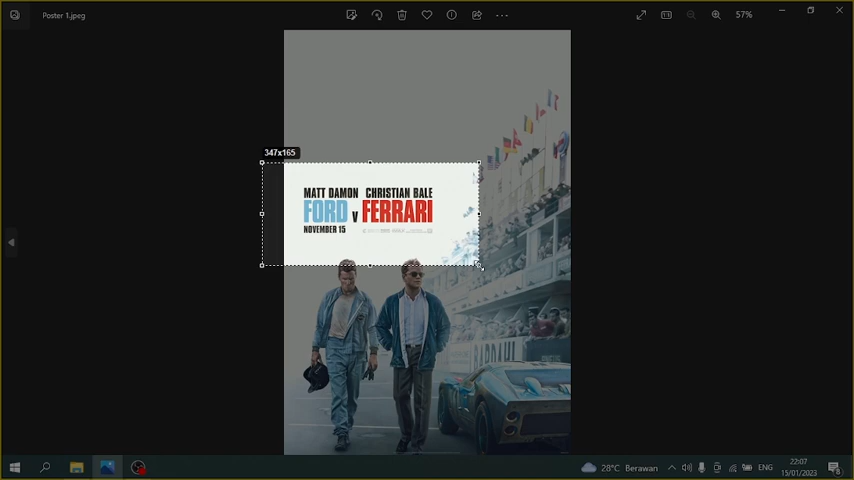 Poster 1.jpeg
57%
347x165
MATT DAMON CHRISTIAN BALE
FORD v FERRARI
NOVEMBER 15
BARDAHL
28°C Berawan
ENG
22:07
15/01/2023